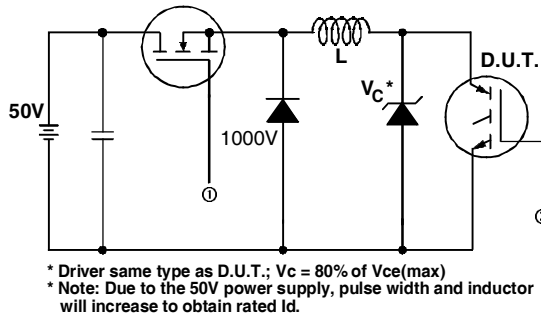 L
D.U.T.
VC*
50V
1000V
①
* Driver same type as D.U.T.; Vc = 80% of Vce(max)
* Note: Due to the 50V power supply, pulse width and inductor
will increase to obtain rated Id.